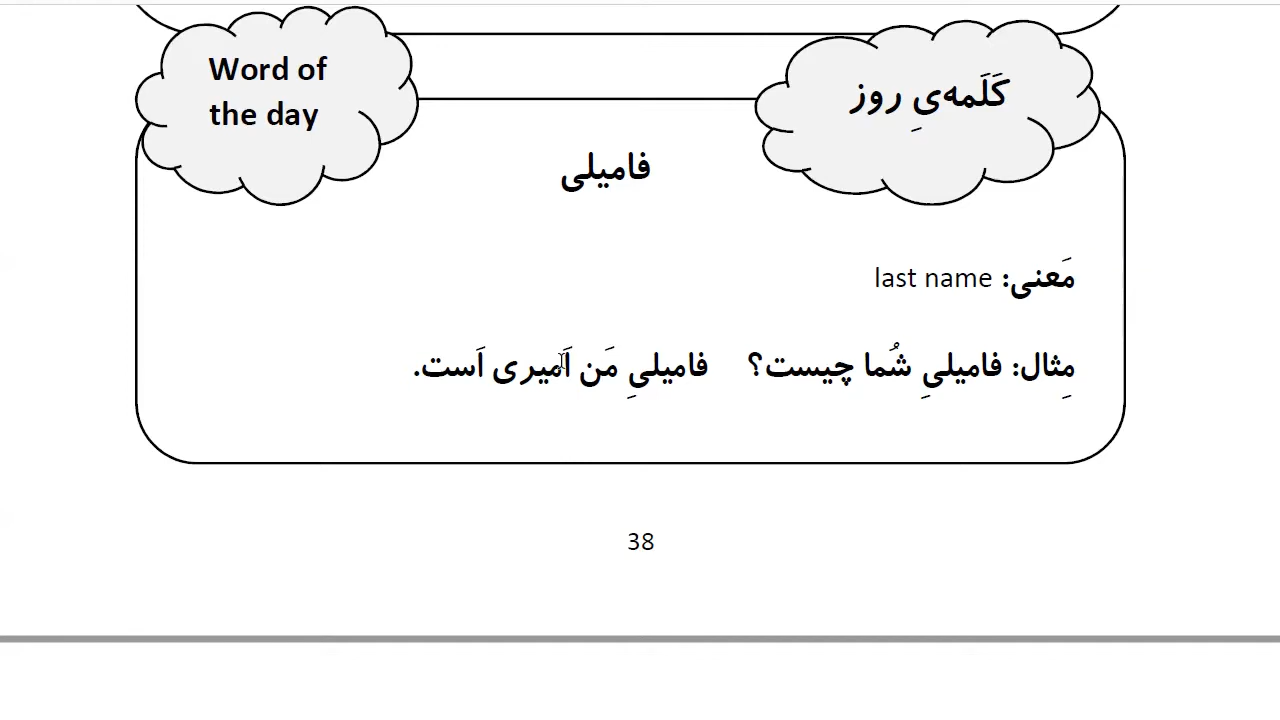 Word of
the day
کَلَمه‌یِ روز
فامیلی
مَعنی: last name
مِثال: فامیلیِ شُما چیست؟ فامیلیِ مَن اَمیری اَست.
38